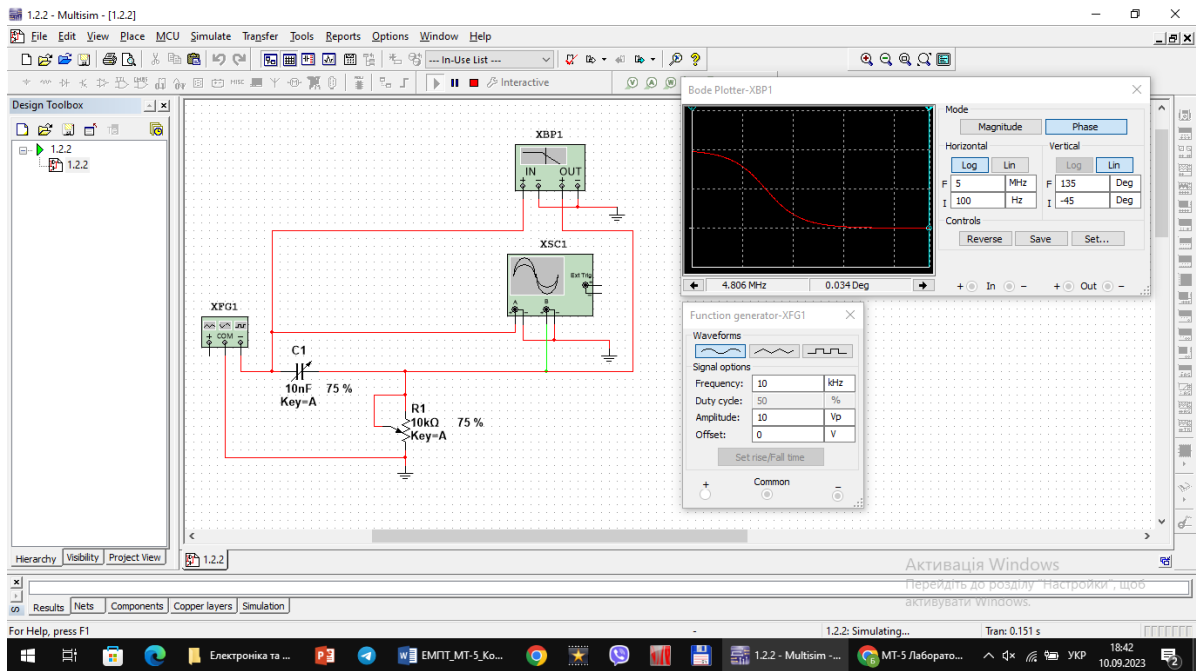 1.2.2 - Multisim - [1.2.2]
File Edit View Place MCU Simulate Transfer Tools Reports Options Window Help
--- In-Use List ---
Interactive
Design Toolbox
1.2.2
1.2.2
Hierarchy Visibility Project View
1.2.2
XBP1
IN OUT
XSC1
Ext Trig
A B
XFG1
COM
C1
10nF 75 %
Key=A
R1
10kΩ 75 %
Key=A
Bode Plotter-XBP1
4.806 MHz 0.034 Deg
Mode
Magnitude Phase
Horizontal Vertical
Log Lin Log Lin
F 5 MHz F 135 Deg
I 100 Hz I -45 Deg
Controls
Reverse Save Set...
+ In - + Out -
Function generator-XFG1
Waveforms
Signal options
Frequency: 10 kHz
Duty cycle: 50 %
Amplitude: 10 Vp
Offset: 0 V
Set rise/Fall time
+ Common -
Активація Windows
Перейдіть до розділу "Настройки", щоб
активувати Windows.
Results Nets Components Copper layers Simulation
For Help, press F1
- 1.2.2: Simulating... Tran: 0.151 s
Електроніка та ...
ЕМПТ_МТ-5_Ко...
1.2.2 - Multisim -...
МТ-5 Лаборато...
УКР
18:42
10.09.2023